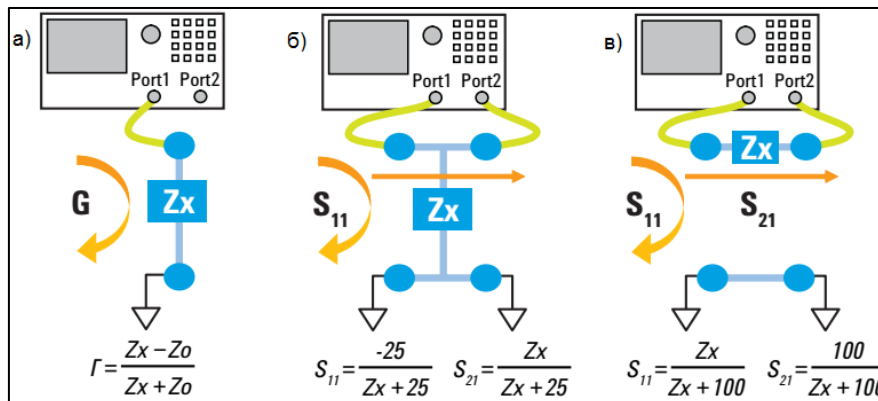 а)
Port1 Port2
G
Zx
Γ = Zx – Zo / Zx + Zo
б)
Port1 Port2
S11
Zx
S11 = -25 / Zx + 25 S21 = Zx / Zx + 25
в)
Port1 Port2
Zx
S11 S21
S11 = Zx / Zx + 100 S21 = 100 / Zx + 100